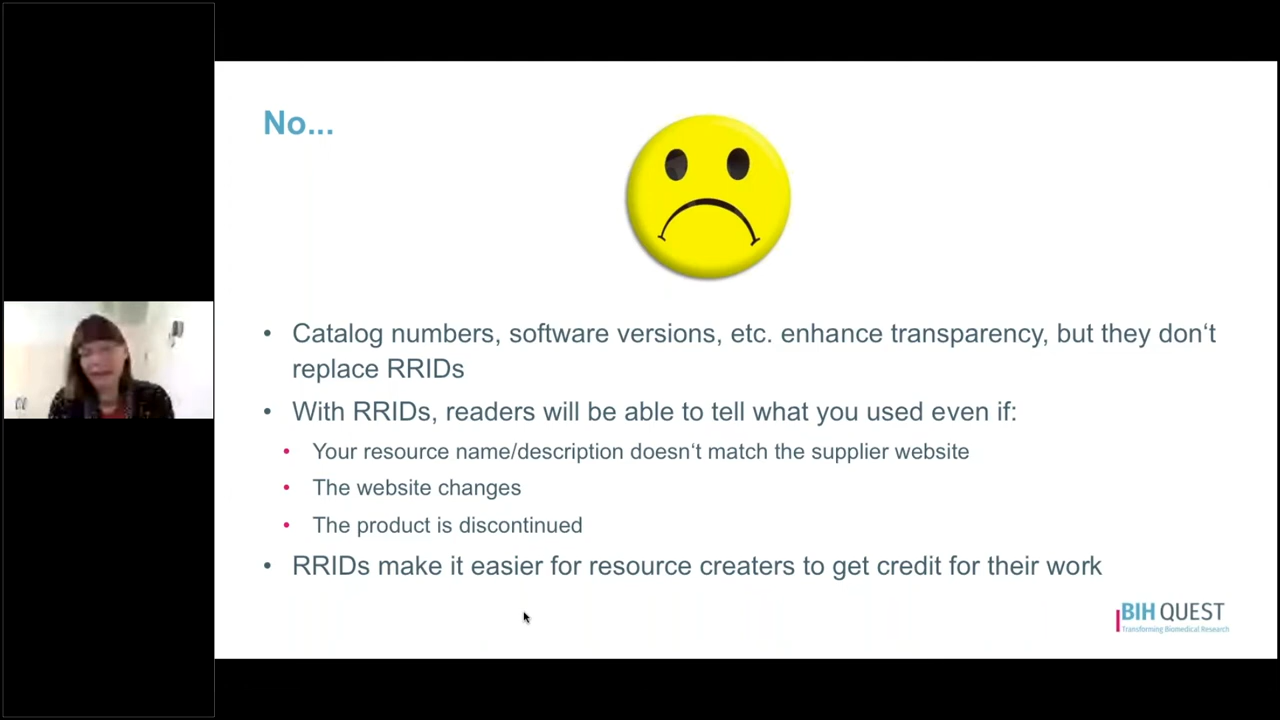 No...
Catalog numbers, software versions, etc. enhance transparency, but they don‘t
replace RRIDs
With RRIDs, readers will be able to tell what you used even if:
Your resource name/description doesn‘t match the supplier website
The website changes
The product is discontinued
RRIDs make it easier for resource creaters to get credit for their work
BIH QUEST
Transforming Biomedical Research